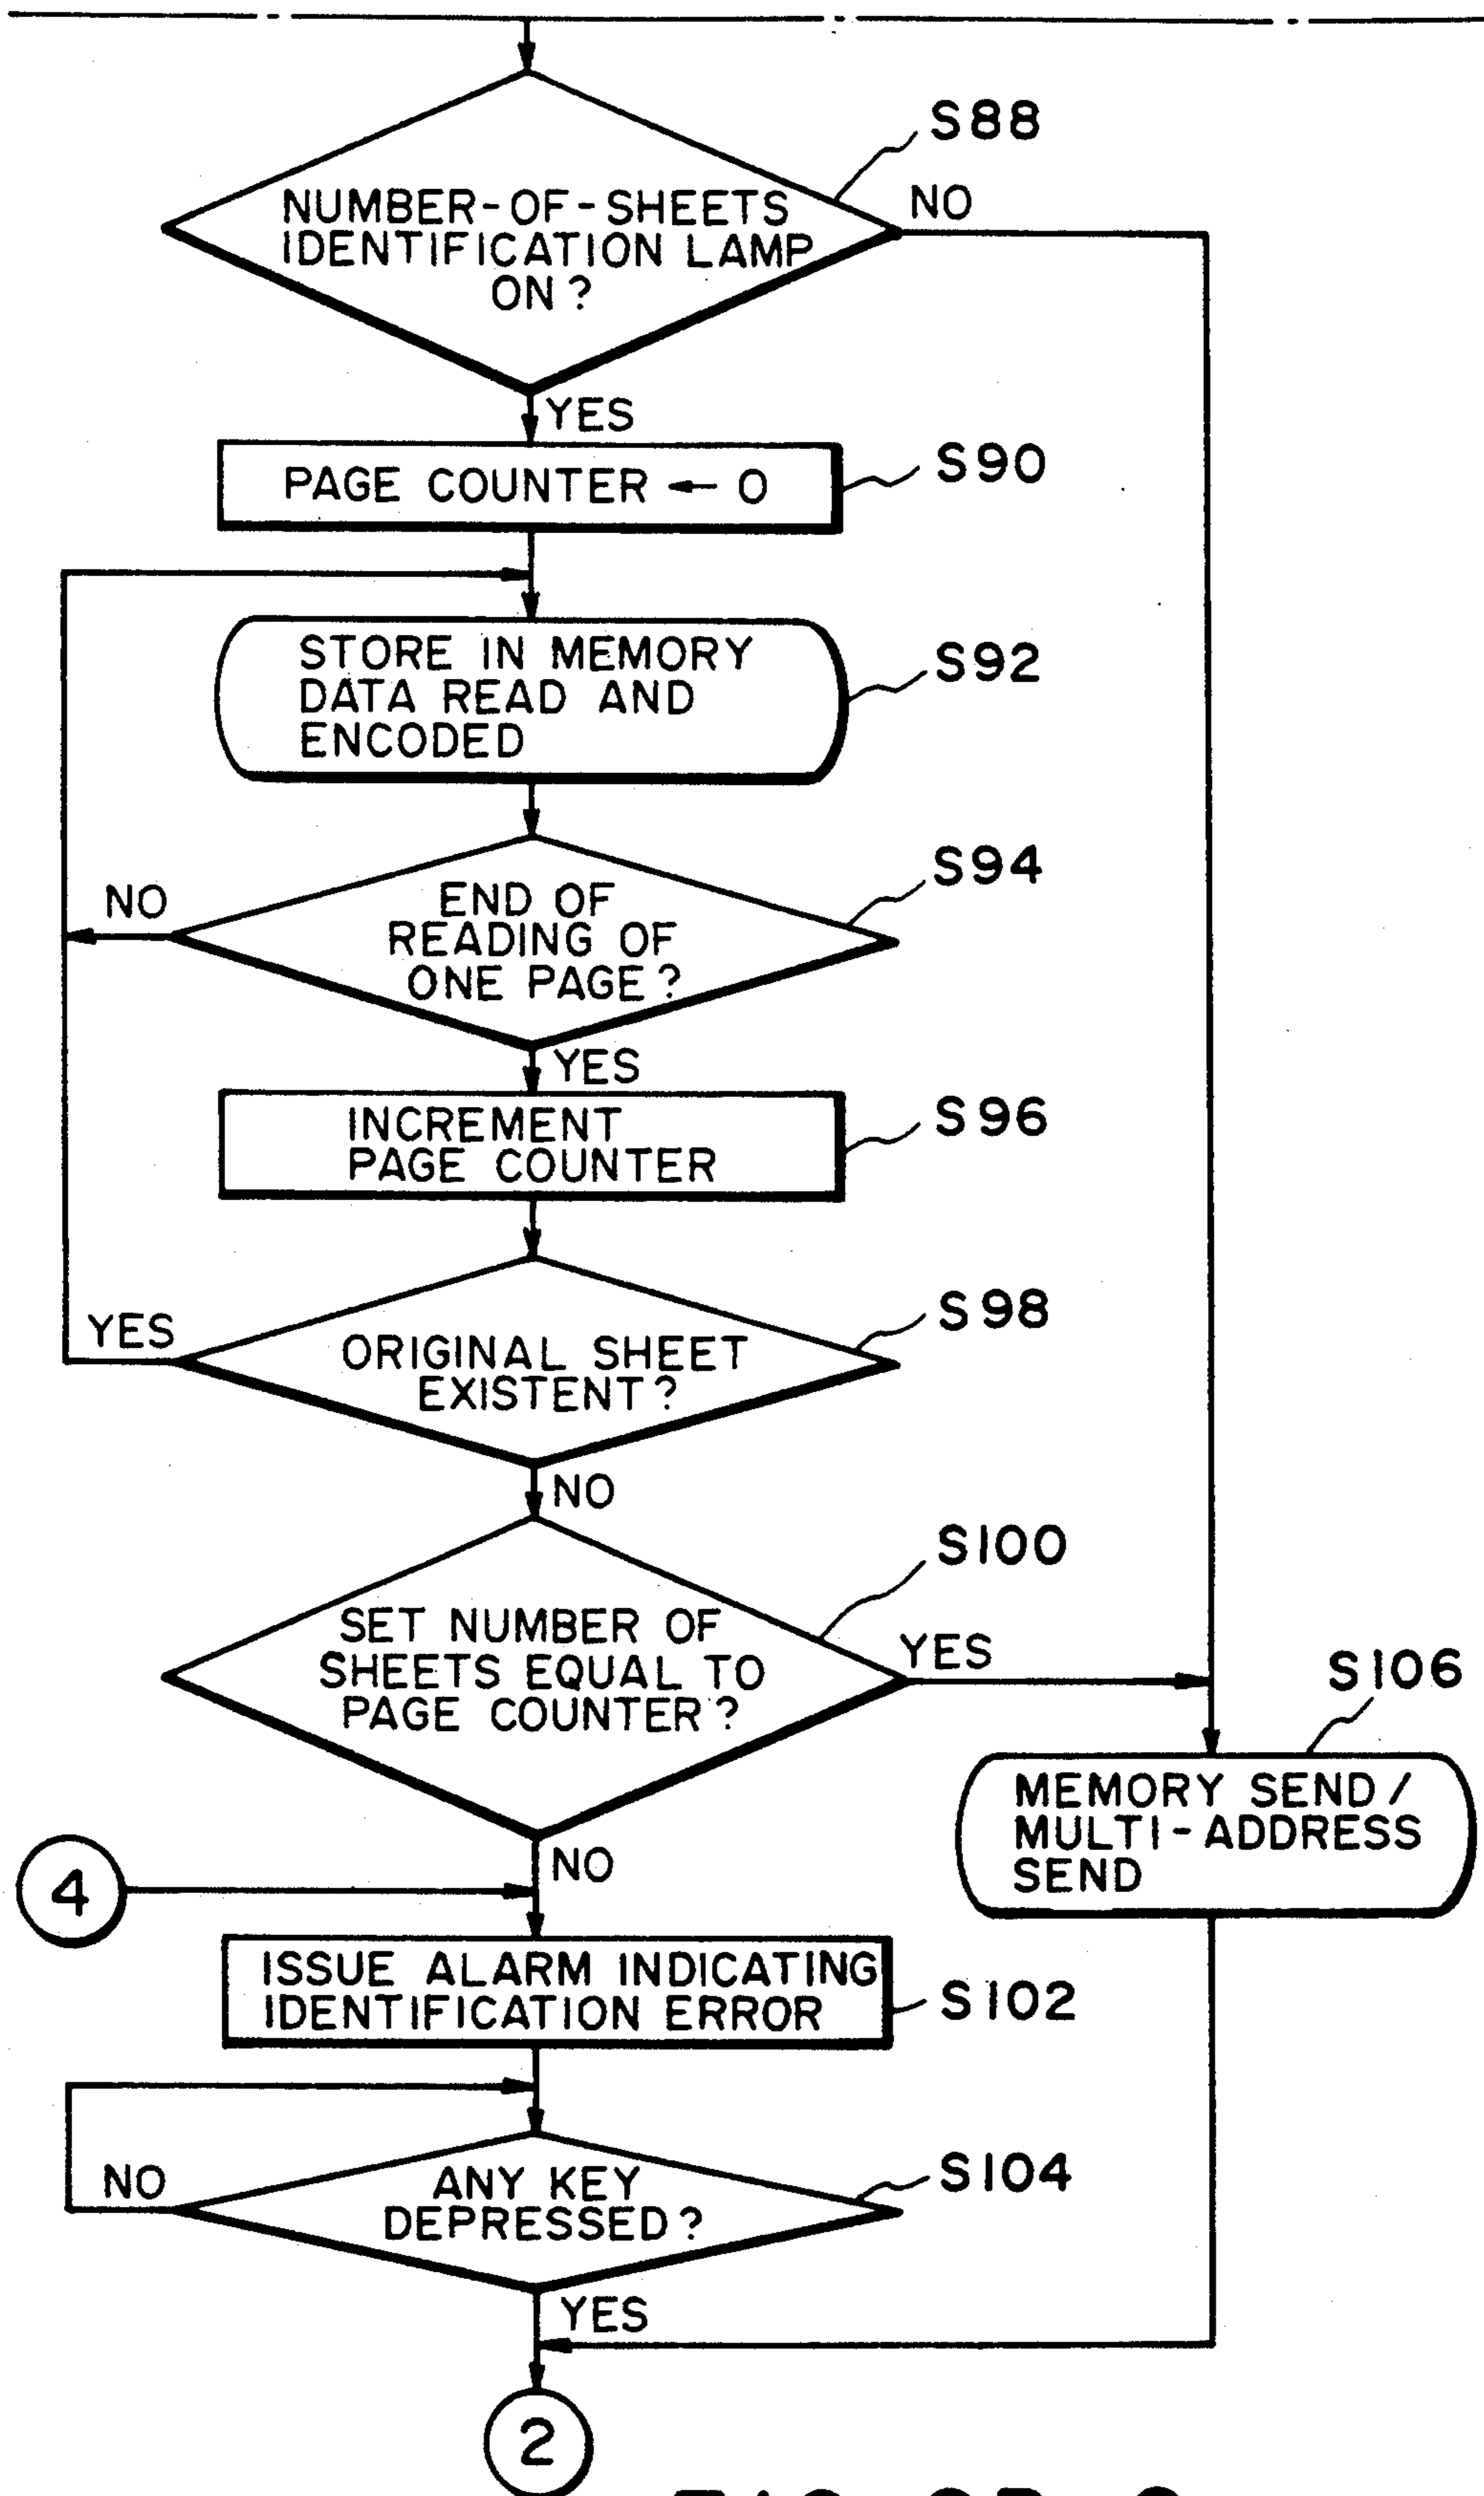 S88
NUMBER-OF-SHEETS
IDENTIFICATION LAMP
ON?
NO
YES
PAGE COUNTER ← 0
S90
STORE IN MEMORY
DATA READ AND
ENCODED
S92
S94
NO
END OF
READING OF
ONE PAGE?
YES
INCREMENT
PAGE COUNTER
S96
S98
YES
ORIGINAL SHEET
EXISTENT?
NO
S100
SET NUMBER OF
SHEETS EQUAL TO
PAGE COUNTER?
YES
S106
MEMORY SEND/
MULTI-ADDRESS
SEND
NO
4
ISSUE ALARM INDICATING
IDENTIFICATION ERROR
S102
S104
NO
ANY KEY
DEPRESSED?
YES
2